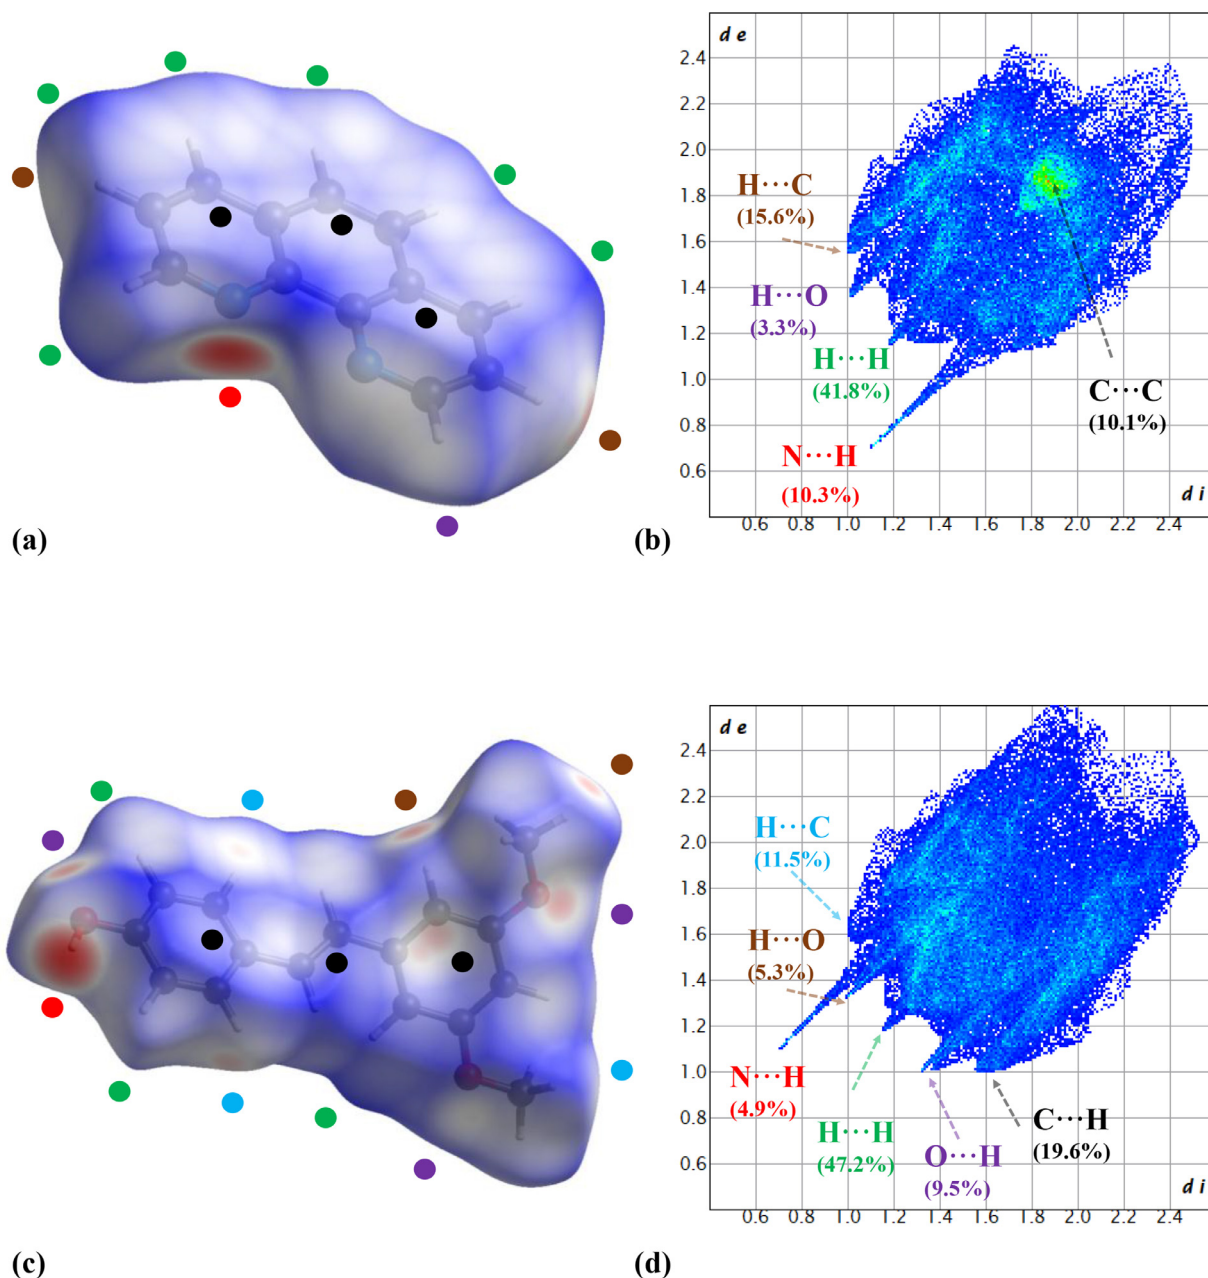 d e
2.4
2.2
2.0
H···C
(15.6%)
1.8
1.6
1.4
H···O
(3.3%)
1.2
H···H
(41.8%)
1.0
C···C
(10.1%)
0.8
N···H
(10.3%)
0.6
d i
0.6 0.8 1.0 1.2 1.4 1.6 1.8 2.0 2.2 2.4
(a)
(b)
d e
2.4
2.2
2.0
H···C
(11.5%)
1.8
1.6
H···O
(5.3%)
1.4
1.2
1.0
N···H
(4.9%)
0.8
H···H
(47.2%)
C···H
(19.6%)
O···H
(9.5%)
0.6
d i
0.6 0.8 1.0 1.2 1.4 1.6 1.8 2.0 2.2 2.4
(c)
(d)